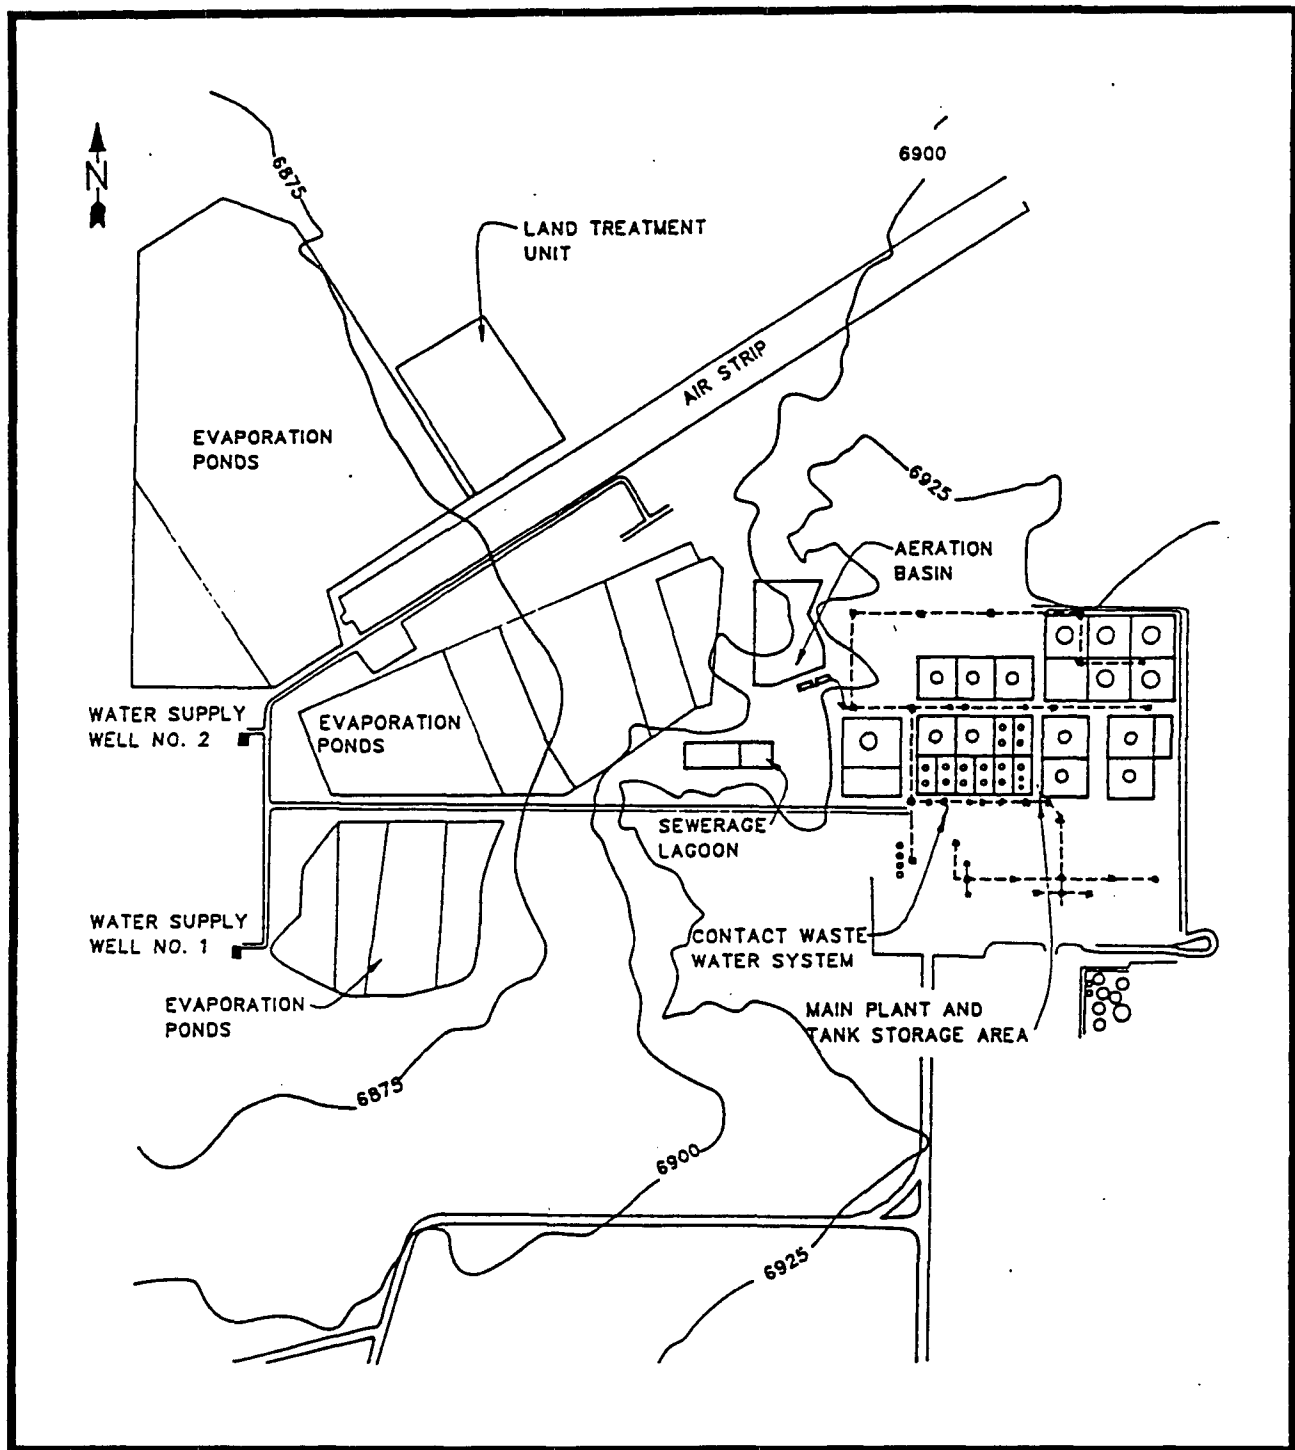 6900
6875
N
LAND TREATMENT
UNIT
AIR STRIP
EVAPORATION
PONDS
6925
AERATION
BASIN
WATER SUPPLY
WELL NO. 2
EVAPORATION
PONDS
SEWERAGE
LAGOON
WATER SUPPLY
WELL NO. 1
CONTACT WASTE
WATER SYSTEM
EVAPORATION
PONDS
MAIN PLANT AND
TANK STORAGE AREA
6875
6900
6925